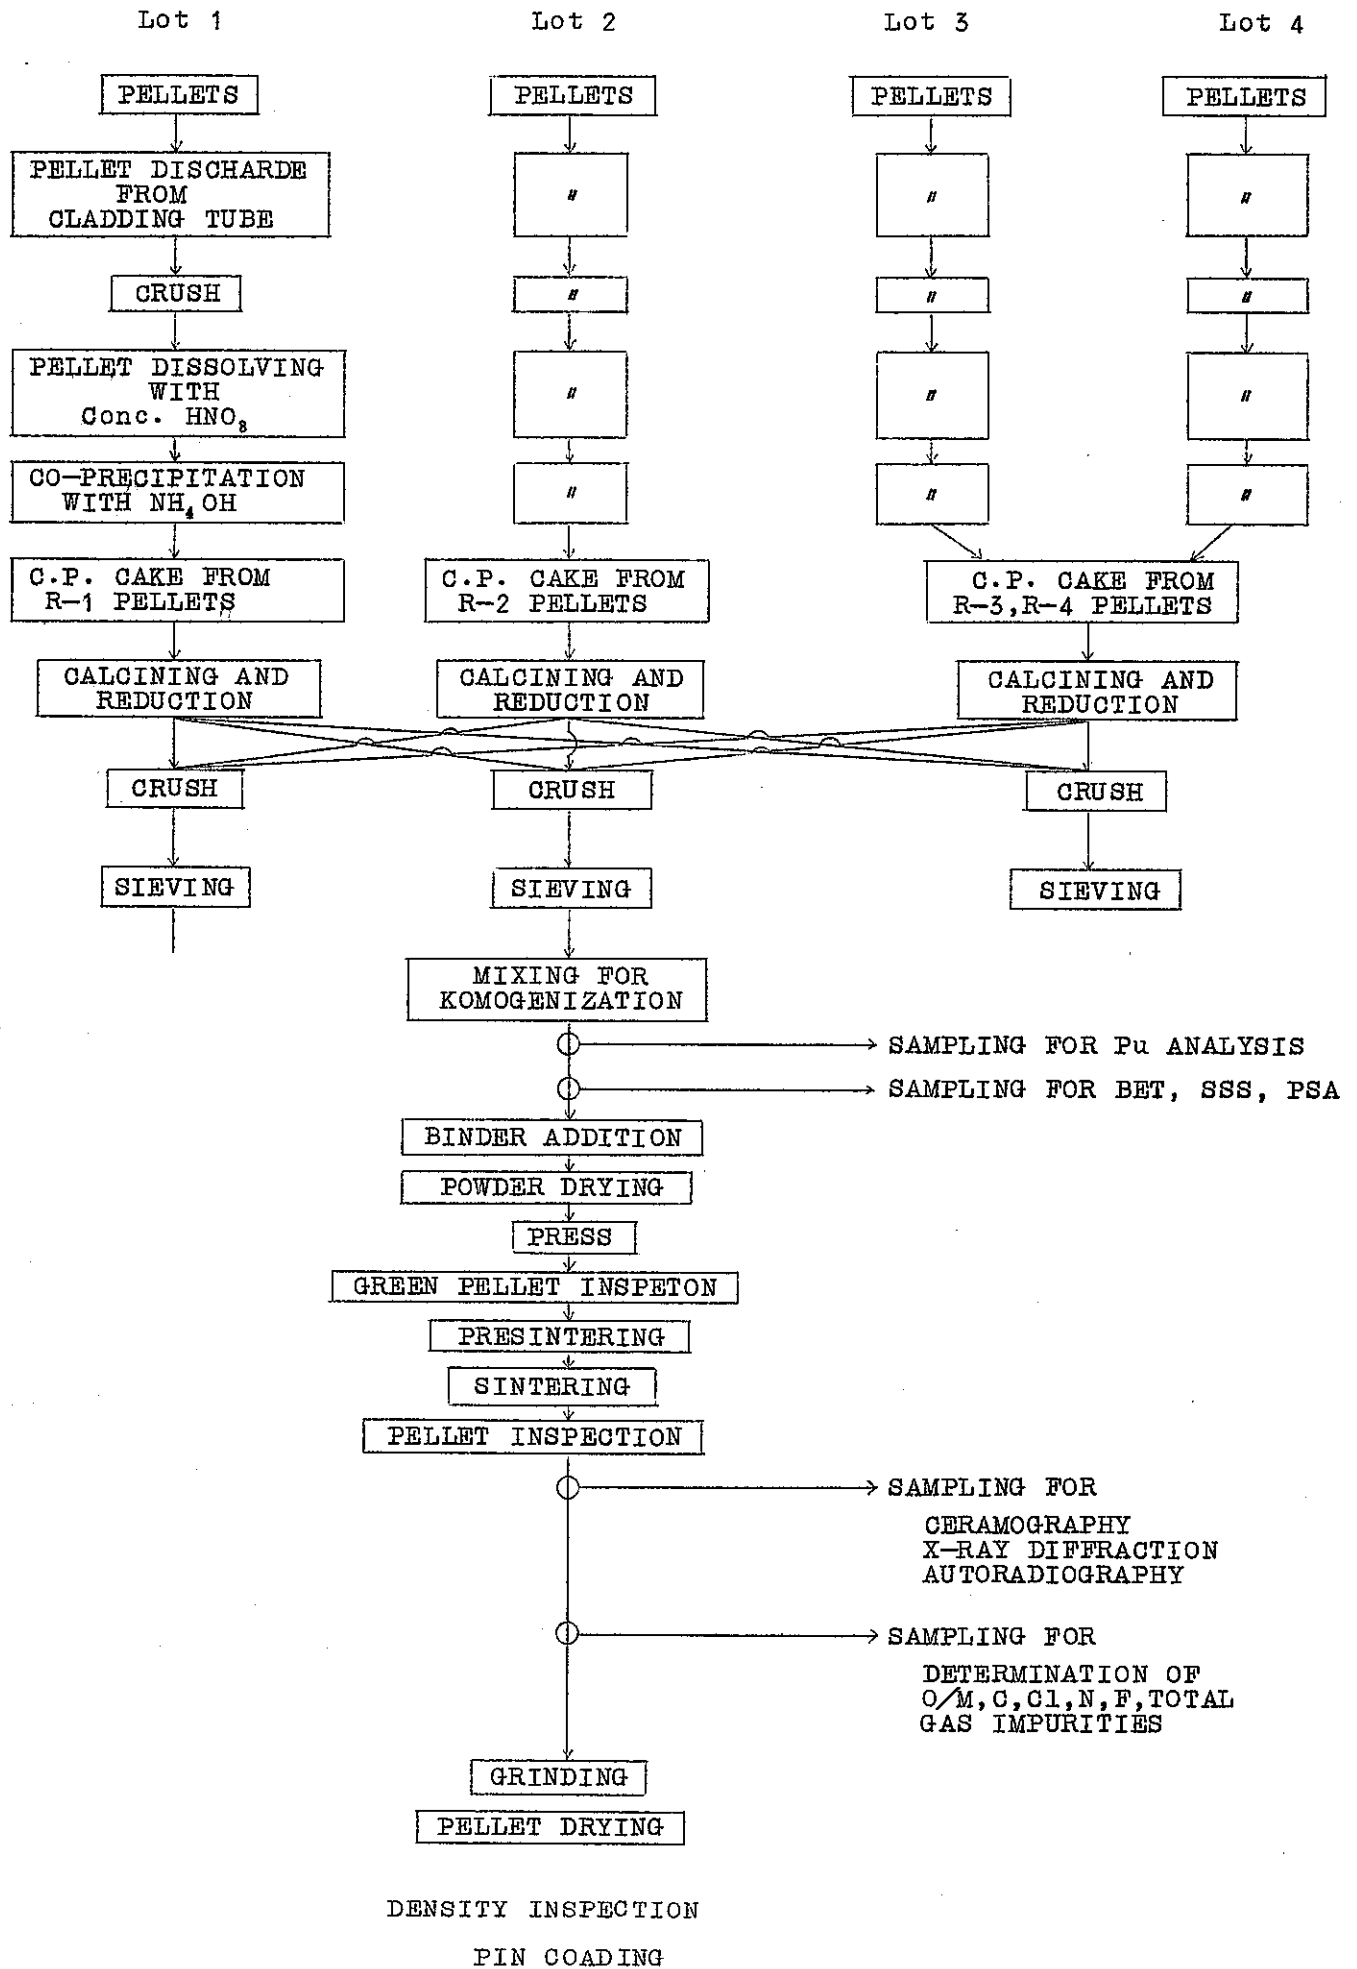 Lot 1 Lot 2 Lot 3 Lot 4
PELLETS PELLETS PELLETS PELLETS
PELLET DISCHARDE
FROM
CLADDING TUBE
〃 〃 〃
CRUSH 〃 〃 〃
PELLET DISSOLVING
WITH
Conc. HNO₃
〃 〃 〃
CO-PRECIPITATION
WITH NH₄OH
〃 〃 〃
C.P. CAKE FROM
R-1 PELLETS
C.P. CAKE FROM
R-2 PELLETS
C.P. CAKE FROM
R-3,R-4 PELLETS
CALCINING AND
REDUCTION
CALCINING AND
REDUCTION
CALCINING AND
REDUCTION
CRUSH CRUSH CRUSH
SIEVING SIEVING SIEVING
MIXING FOR
KOMOGENIZATION
SAMPLING FOR Pu ANALYSIS
SAMPLING FOR BET, SSS, PSA
BINDER ADDITION
POWDER DRYING
PRESS
GREEN PELLET INSPETON
PRESINTERING
SINTERING
PELLET INSPECTION
SAMPLING FOR
CERAMOGRAPHY
X-RAY DIFFRACTION
AUTORADIOGRAPHY
SAMPLING FOR
DETERMINATION OF
O/M,C,Cl,N,F,TOTAL
GAS IMPURITIES
GRINDING
PELLET DRYING
DENSITY INSPECTION
PIN COADING